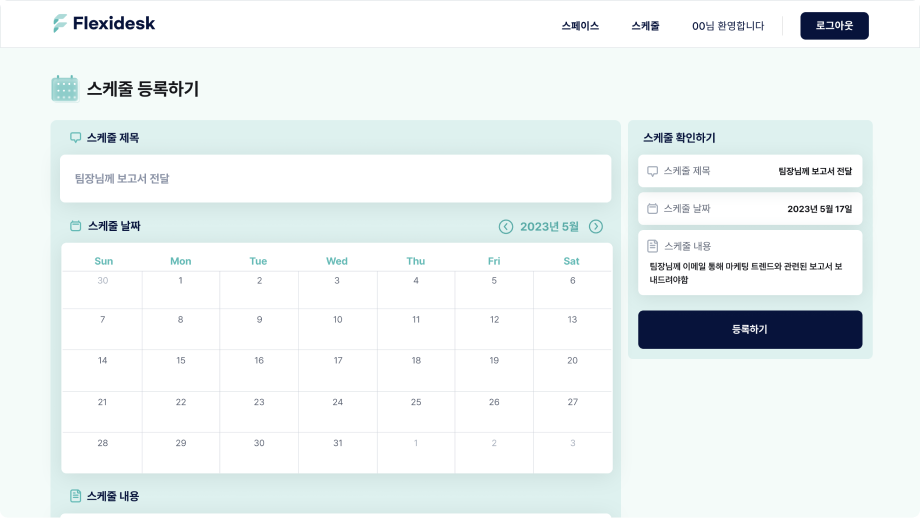 Flexidesk
스페이스 스케줄 00님 환영합니다 로그아웃
스케줄 등록하기
스케줄 제목
팀장님께 보고서 전달
스케줄 날짜
2023년 5월
Sun Mon Tue Wed Thu Fri Sat
30 1 2 3 4 5 6
7 8 9 10 11 12 13
14 15 16 17 18 19 20
21 22 23 24 25 26 27
28 29 30 31 1 2 3
스케줄 내용
스케줄 확인하기
스케줄 제목 팀장님께 보고서 전달
스케줄 날짜 2023년 5월 17일
스케줄 내용
팀장님께 이메일 통해 마케팅 트렌드와 관련된 보고서 보
내드려야함
등록하기